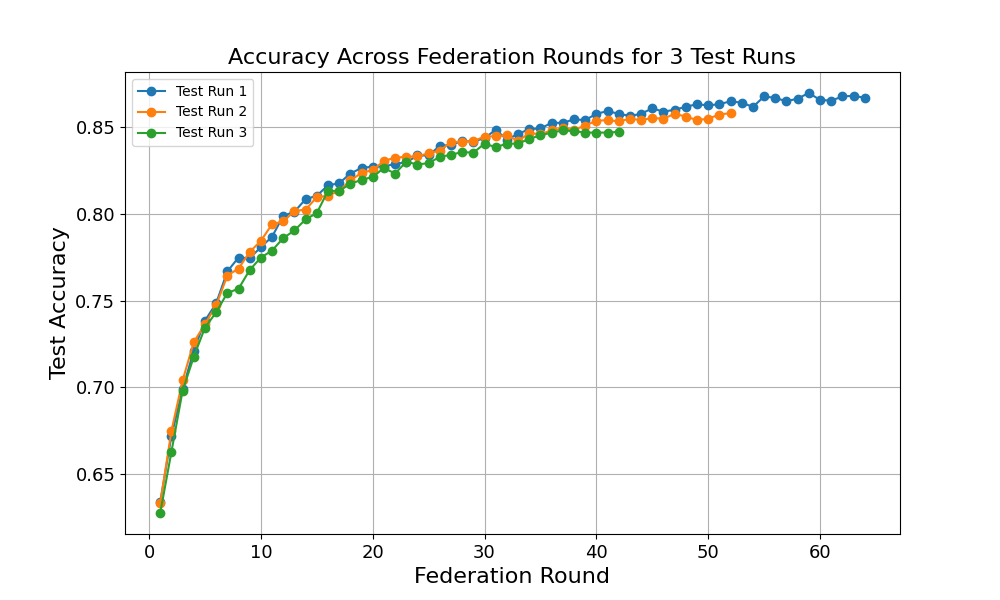 Accuracy Across Federation Rounds for 3 Test Runs
Test Run 1
Test Run 2
Test Run 3
Test Accuracy
0.85
0.80
0.75
0.70
0.65
0 10 20 30 40 50 60
Federation Round